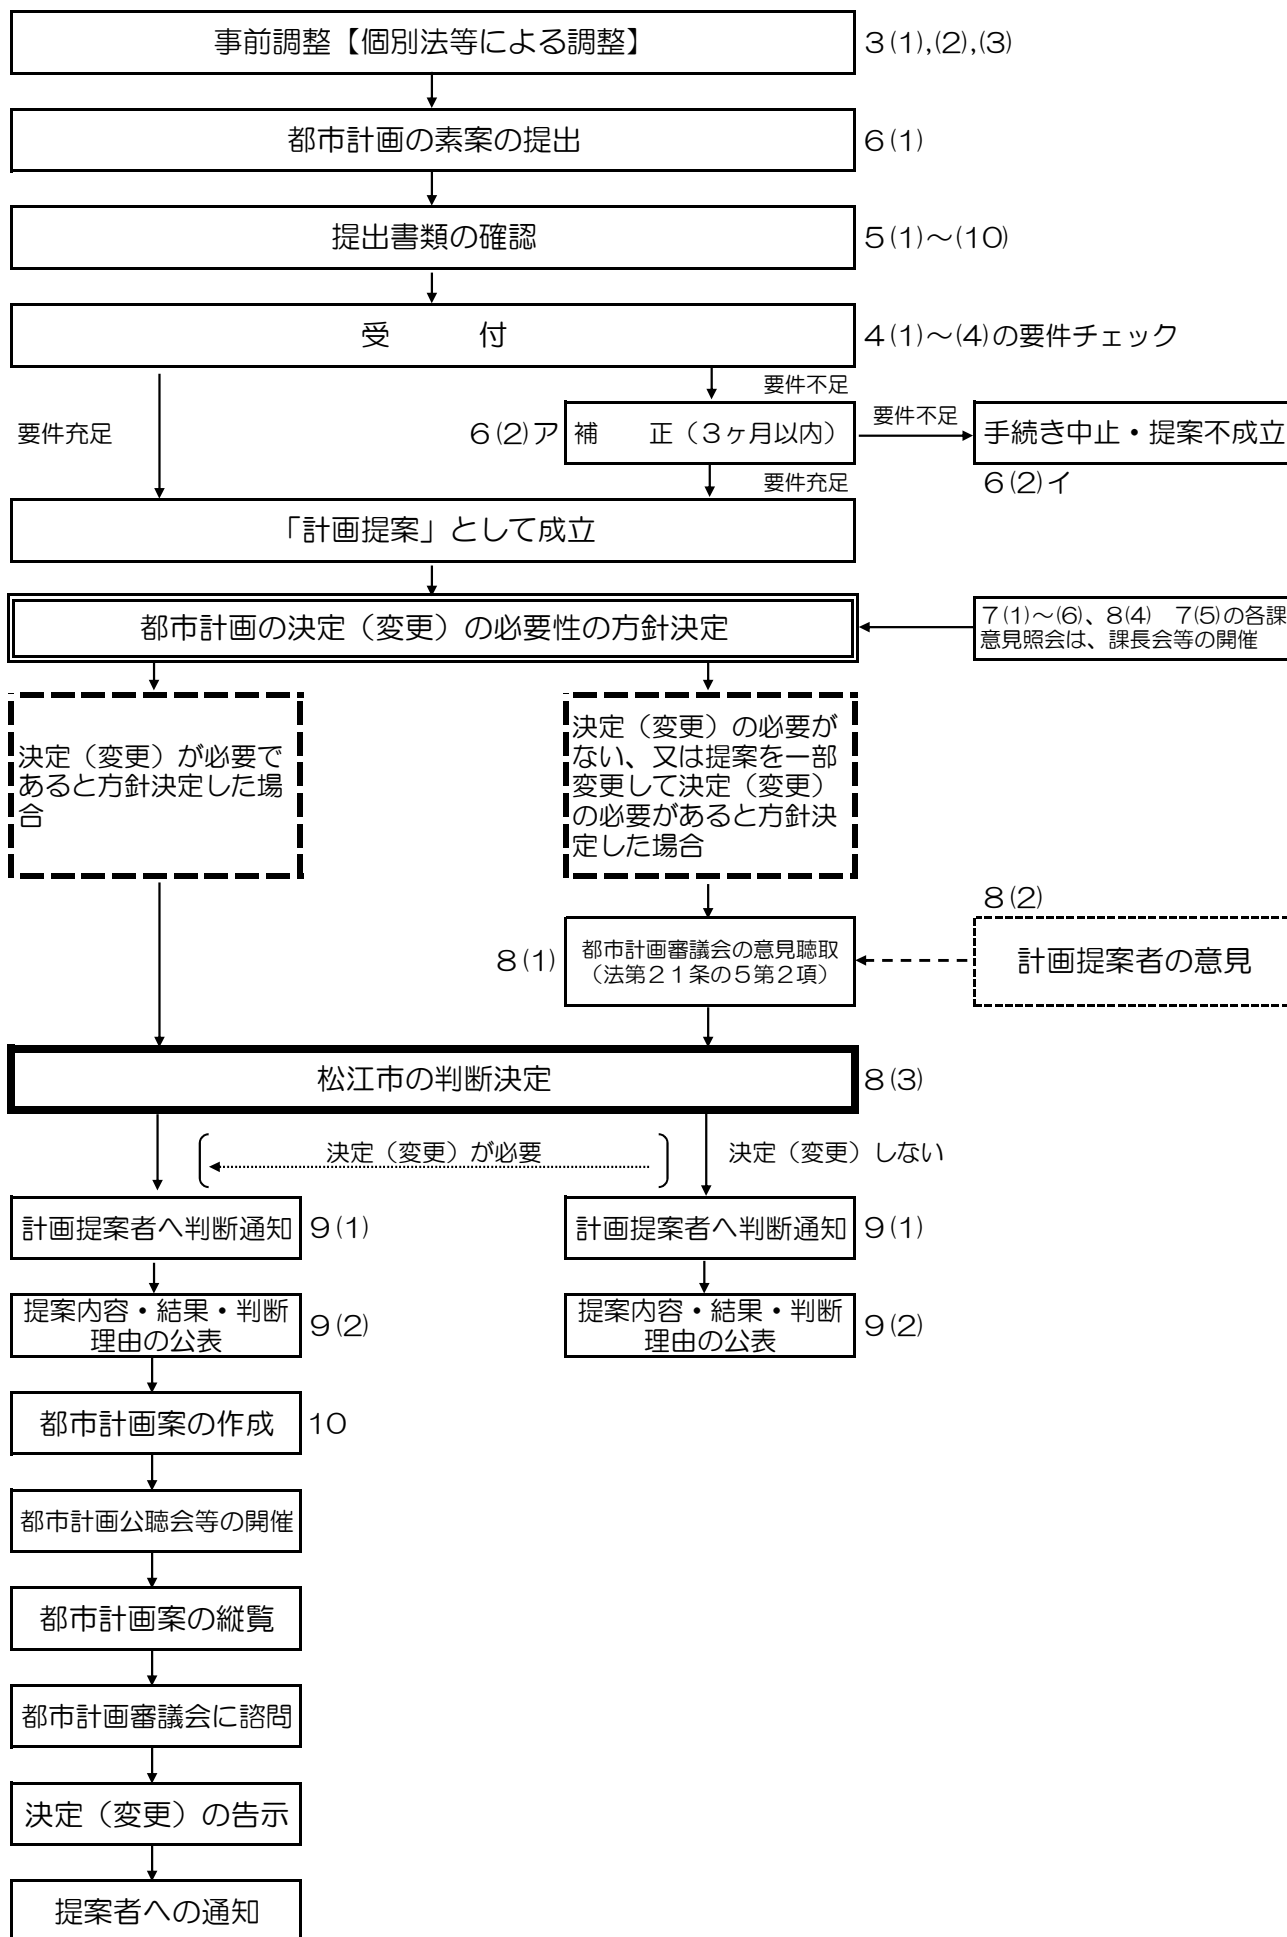 事前調整【個別法等による調整】
３(1),(2),(3)
都市計画の素案の提出
６(1)
提出書類の確認
５(1)～(10)
受　　　付
４(1)～(4)の要件チェック
要件不足
要件充足
６(2)ア
補　　正（３ヶ月以内）
要件不足
手続き中止・提案不成立
６(2)イ
要件充足
「計画提案」として成立
都市計画の決定（変更）の必要性の方針決定
７(1)～(6)、８(4)　７(5)の各課
意見照会は、課長会等の開催
決定（変更）が必要で
あると方針決定した場
合
決定（変更）の必要が
ない、又は提案を一部
変更して決定（変更）
の必要があると方針決
定した場合
８(1)
都市計画審議会の意見聴取
（法第２１条の５第２項）
８(2)
計画提案者の意見
松江市の判断決定
８(3)
決定（変更）が必要
決定（変更）しない
計画提案者へ判断通知
９(1)
計画提案者へ判断通知
９(1)
提案内容・結果・判断
理由の公表
９(2)
提案内容・結果・判断
理由の公表
９(2)
都市計画案の作成
10
都市計画公聴会等の開催
都市計画案の縦覧
都市計画審議会に諮問
決定（変更）の告示
提案者への通知